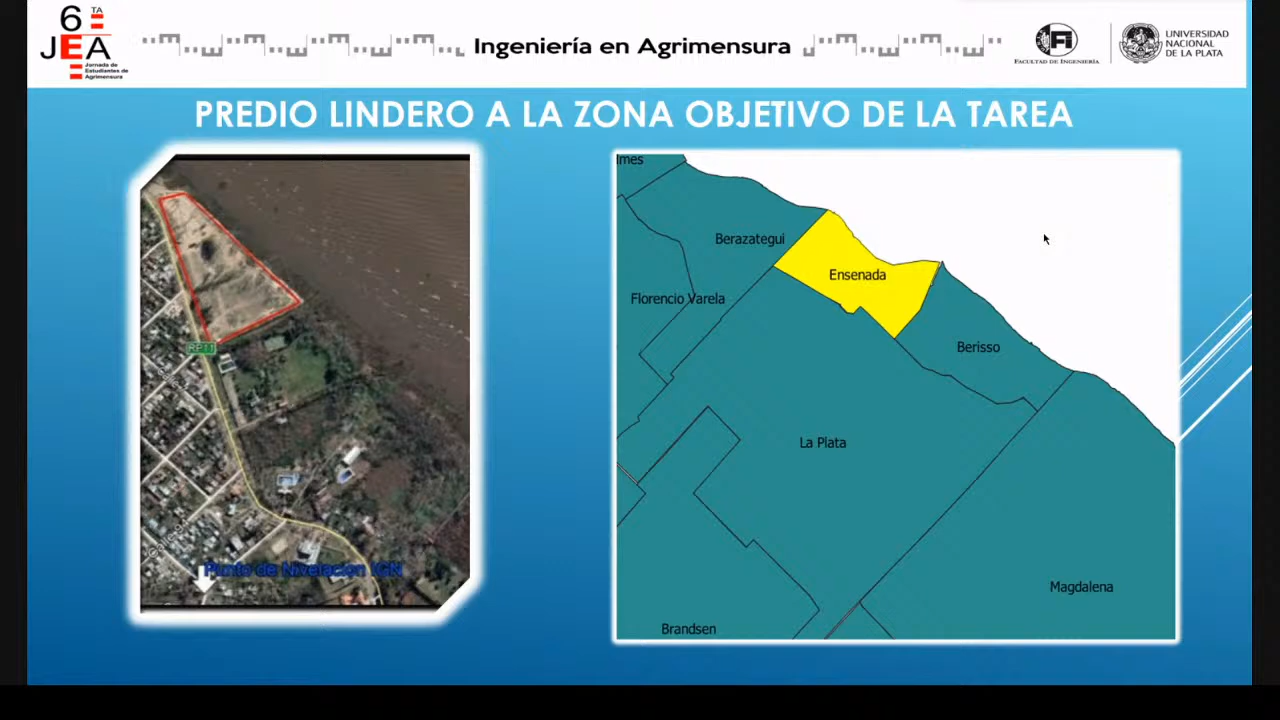 6 TA
JEA
Jornada de
Estudiantes de
Agrimensura
Ingeniería en Agrimensura
FACULTAD DE INGENIERÍA
UNIVERSIDAD
NACIONAL
DE LA PLATA
PREDIO LINDERO A LA ZONA OBJETIVO DE LA TAREA
RP11
Punto de Nivelación IGN
lmes
Berazategui
Ensenada
Florencio Varela
Berisso
La Plata
Magdalena
Brandsen